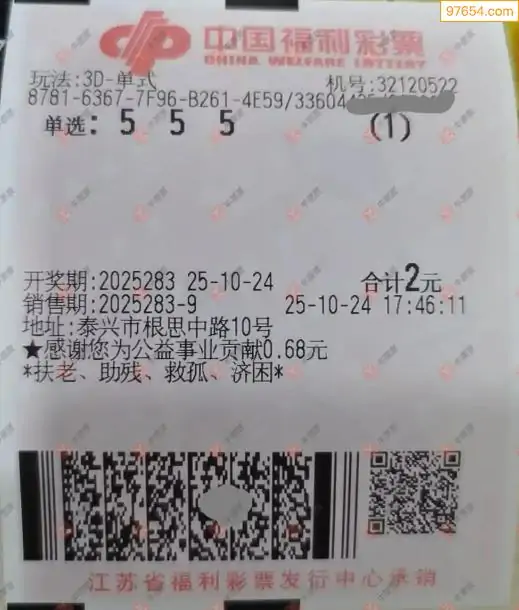 97654.com
中国福利彩票
CHINA WELFARE LOTTERY
玩法:3D-单式 机号:32120522
8781-6367-7F96-B261-4E59/33604
单选: 5 5 5 (1)
开奖期:2025283 25-10-24 合计2元
销售期:2025283-9 25-10-24 17:46:11
地址:泰兴市根思中路10号
★感谢您为公益事业贡献0.68元
*扶老、助残、救孤、济困*
江苏省福利彩票发行中心承销